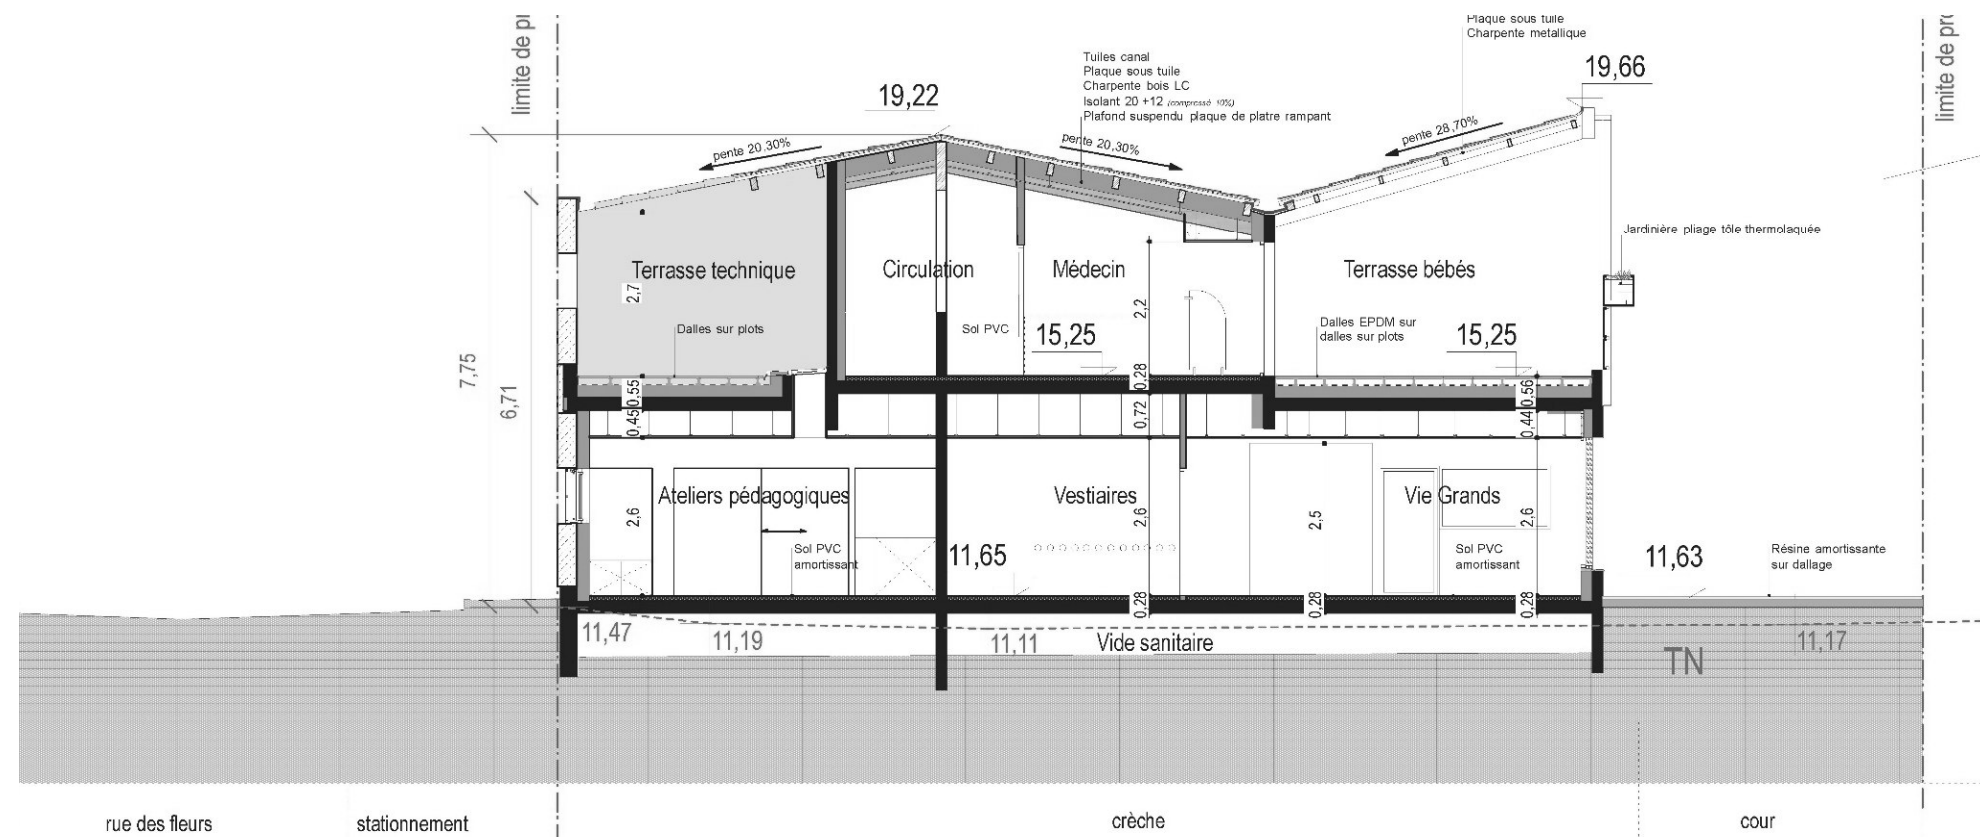 limite de pr
Plaque sous tuile
Charpente metallique
limite de pro
Tuiles canal
Plaque sous tuile
Charpente bois LC
Isolant 20 +12 (compressé 10%)
Plafond suspendu plaque de platre rampant
19,22
19,66
pente 20,30%
pente 20,30%
pente 28,70%
Jardinière pliage tôle thermolaquée
Terrasse technique
Circulation
Médecin
Terrasse bébés
2,7
2,2
Dalles sur plots
Sol PVC
15,25
Dalles EPDM sur
dalles sur plots
15,25
7,75
6,71
0,55
0,45
0,28
0,72
0,56
0,44
Ateliers pédagogiques
Vestiaires
Vie Grands
2,6
2,6
2,5
2,6
Sol PVC
amortissant
11,65
Sol PVC
amortissant
11,63
Résine amortissante
sur dallage
0,28
0,28
0,28
11,47
11,19
11,11
Vide sanitaire
TN
11,17
rue des fleurs
stationnement
crèche
cour